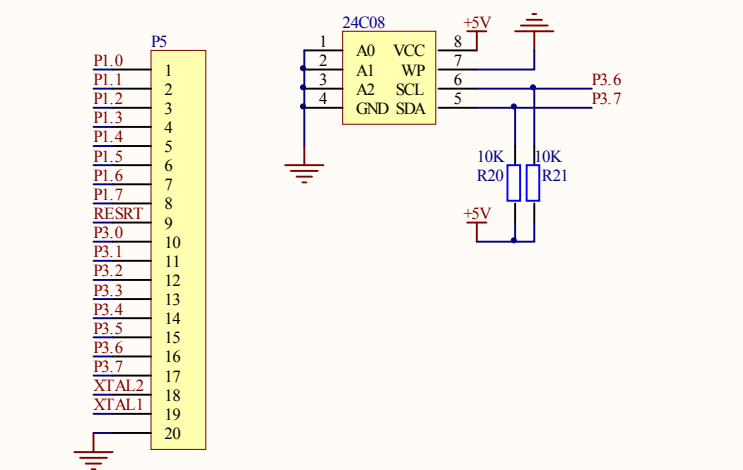 P5
P1.0 1
P1.1 2
P1.2 3
P1.3 4
P1.4 5
P1.5 6
P1.6 7
P1.7 8
RESRT 9
P3.0 10
P3.1 11
P3.2 12
P3.3 13
P3.4 14
P3.5 15
P3.6 16
P3.7 17
XTAL2 18
XTAL1 19
20
24C08 +5V
1 A0 VCC 8
2 A1 WP 7
3 A2 SCL 6 P3.6
4 GND SDA 5 P3.7
10K 10K
R20 R21
+5V